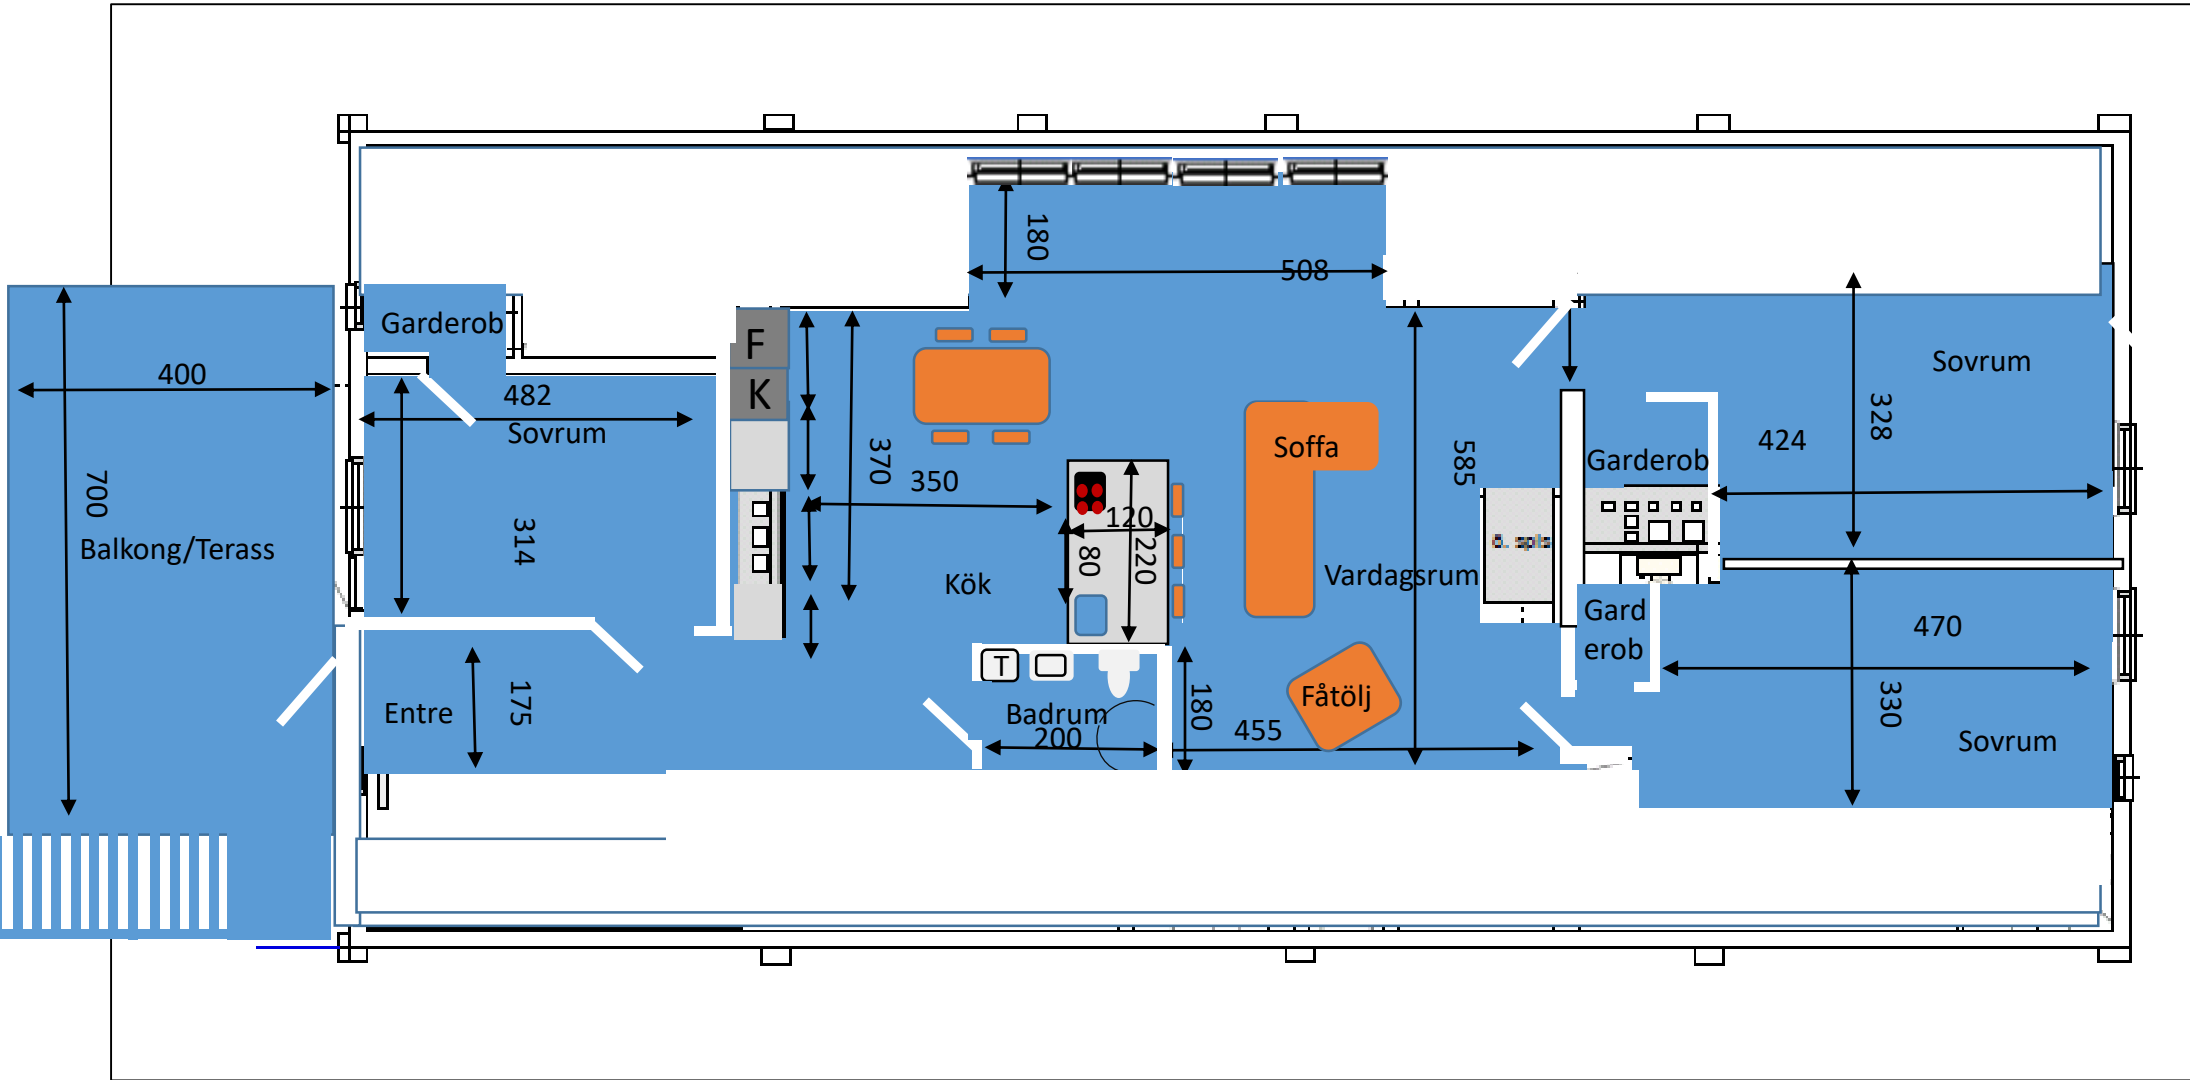 180
508
Garderob
F
Sovrum
400
K
482
Sovrum
328
424
Soffa
370
585
Garderob
350
700
120
314
220
80
ö. spis
Balkong/Terass
Kök
Vardagsrum
Gard
erob
470
T
175
180
Fåtölj
330
Entre
Badrum
200
455
Sovrum